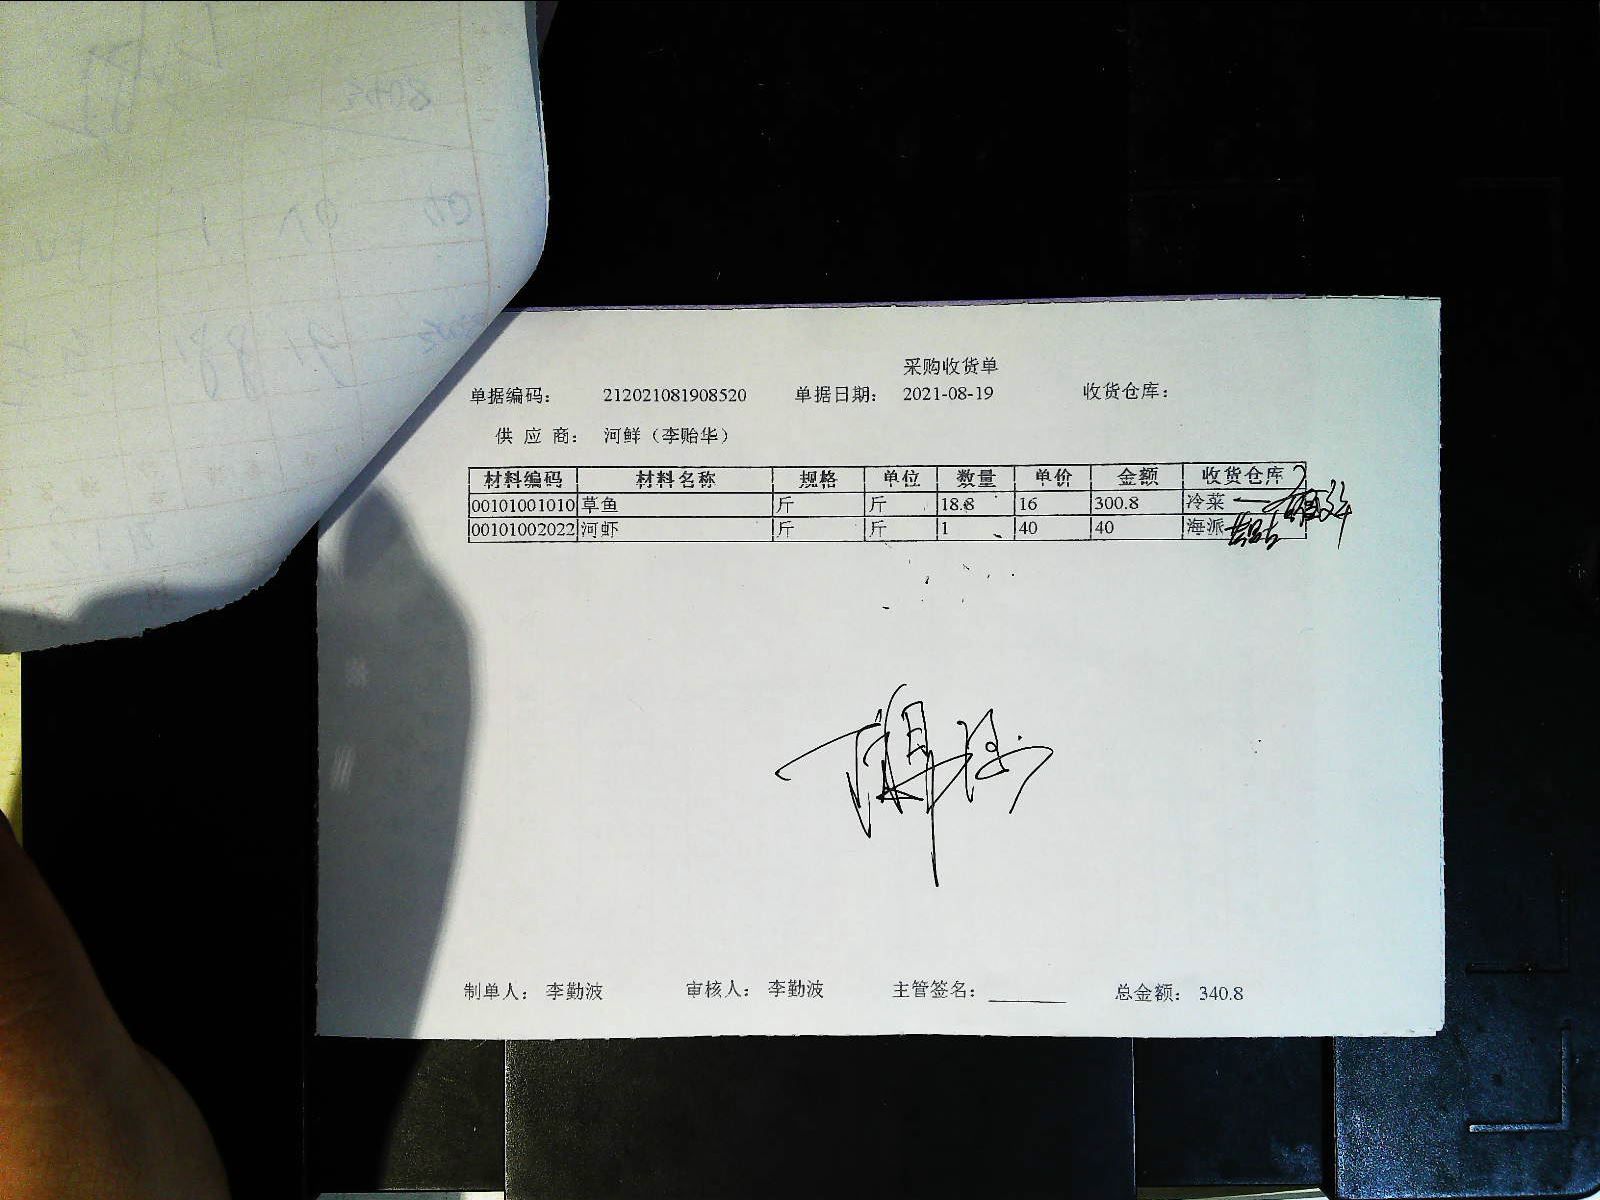 采购收货单
单据编码： 212021081908520 单据日期： 2021-08-19 收货仓库：
供 应 商： 河鲜（李贻华）
材料编码 材料名称 规格 单位 数量 单价 金额 收货仓库
00101001010 草鱼 斤 斤 18.8 16 300.8 冷菜
00101002022 河虾 斤 斤 1 40 40 海派
制单人： 李勤波 审核人： 李勤波 主管签名： 总金额： 340.8